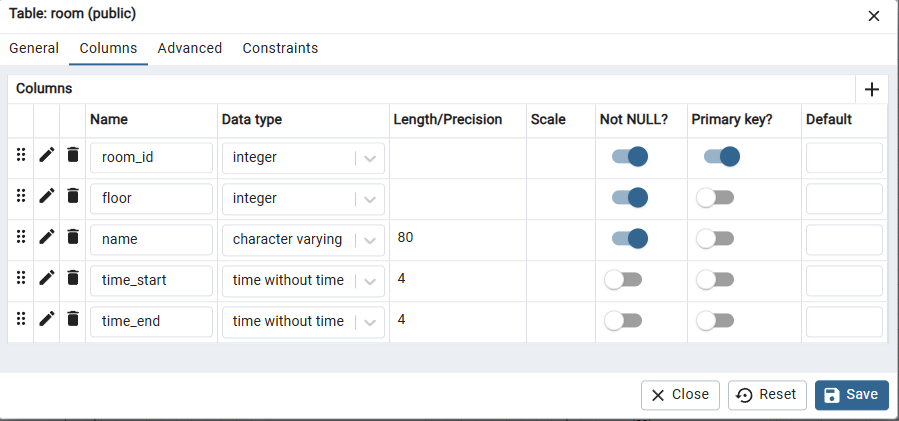 Table: room (public)
General Columns Advanced Constraints
Columns
Name Data type Length/Precision Scale Not NULL? Primary key? Default
room_id integer
floor integer
name character varying 80
time_start time without time 4
time_end time without time 4
Close Reset Save